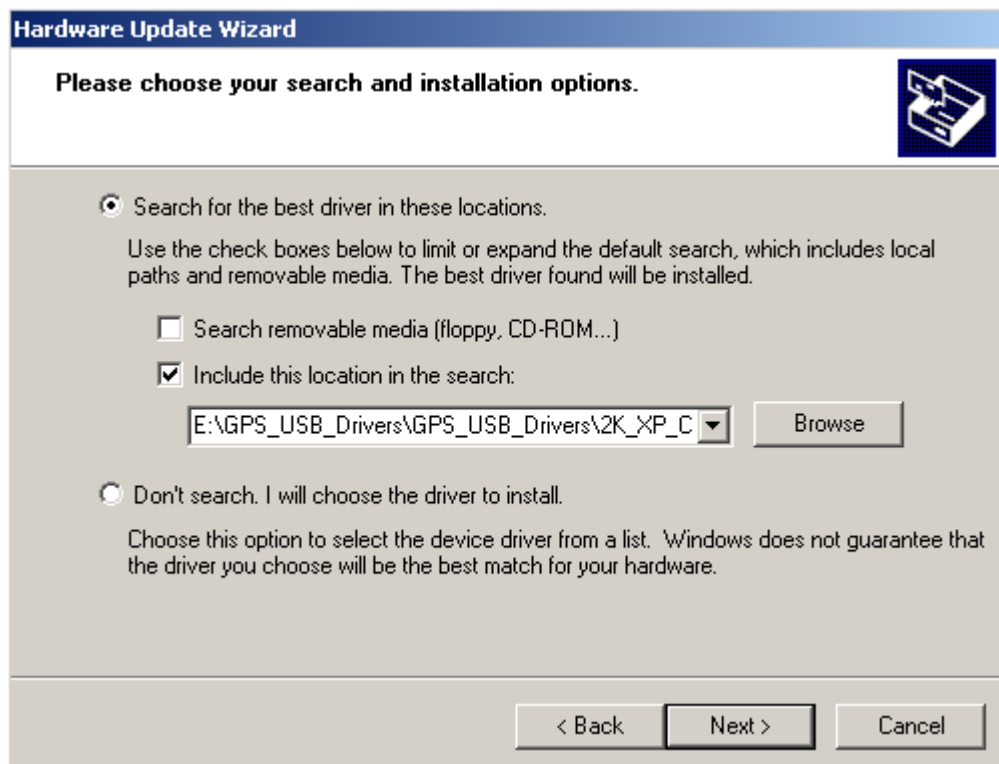 Hardware Update Wizard
Please choose your search and installation options.
Search for the best driver in these locations.
Use the check boxes below to limit or expand the default search, which includes local
paths and removable media. The best driver found will be installed.
Search removable media (floppy, CD-ROM...)
Include this location in the search:
E:\GPS_USB_Drivers\GPS_USB_Drivers\2K_XP_C
Browse
Don't search. I will choose the driver to install.
Choose this option to select the device driver from a list. Windows does not guarantee that
the driver you choose will be the best match for your hardware.
< Back Next > Cancel